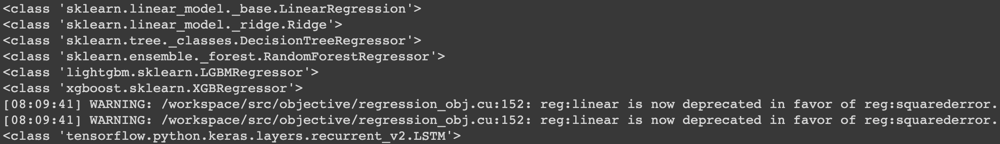 <class 'sklearn.linear_model._base.LinearRegression'>
<class 'sklearn.linear_model._ridge.Ridge'>
<class 'sklearn.tree._classes.DecisionTreeRegressor'>
<class 'sklearn.ensemble._forest.RandomForestRegressor'>
<class 'lightgbm.sklearn.LGBMRegressor'>
<class 'xgboost.sklearn.XGBRegressor'>
[08:09:41] WARNING: /workspace/src/objective/regression_obj.cu:152: reg:linear is now deprecated in favor of reg:squarederror.
[08:09:41] WARNING: /workspace/src/objective/regression_obj.cu:152: reg:linear is now deprecated in favor of reg:squarederror.
<class 'tensorflow.python.keras.layers.recurrent_v2.LSTM'>